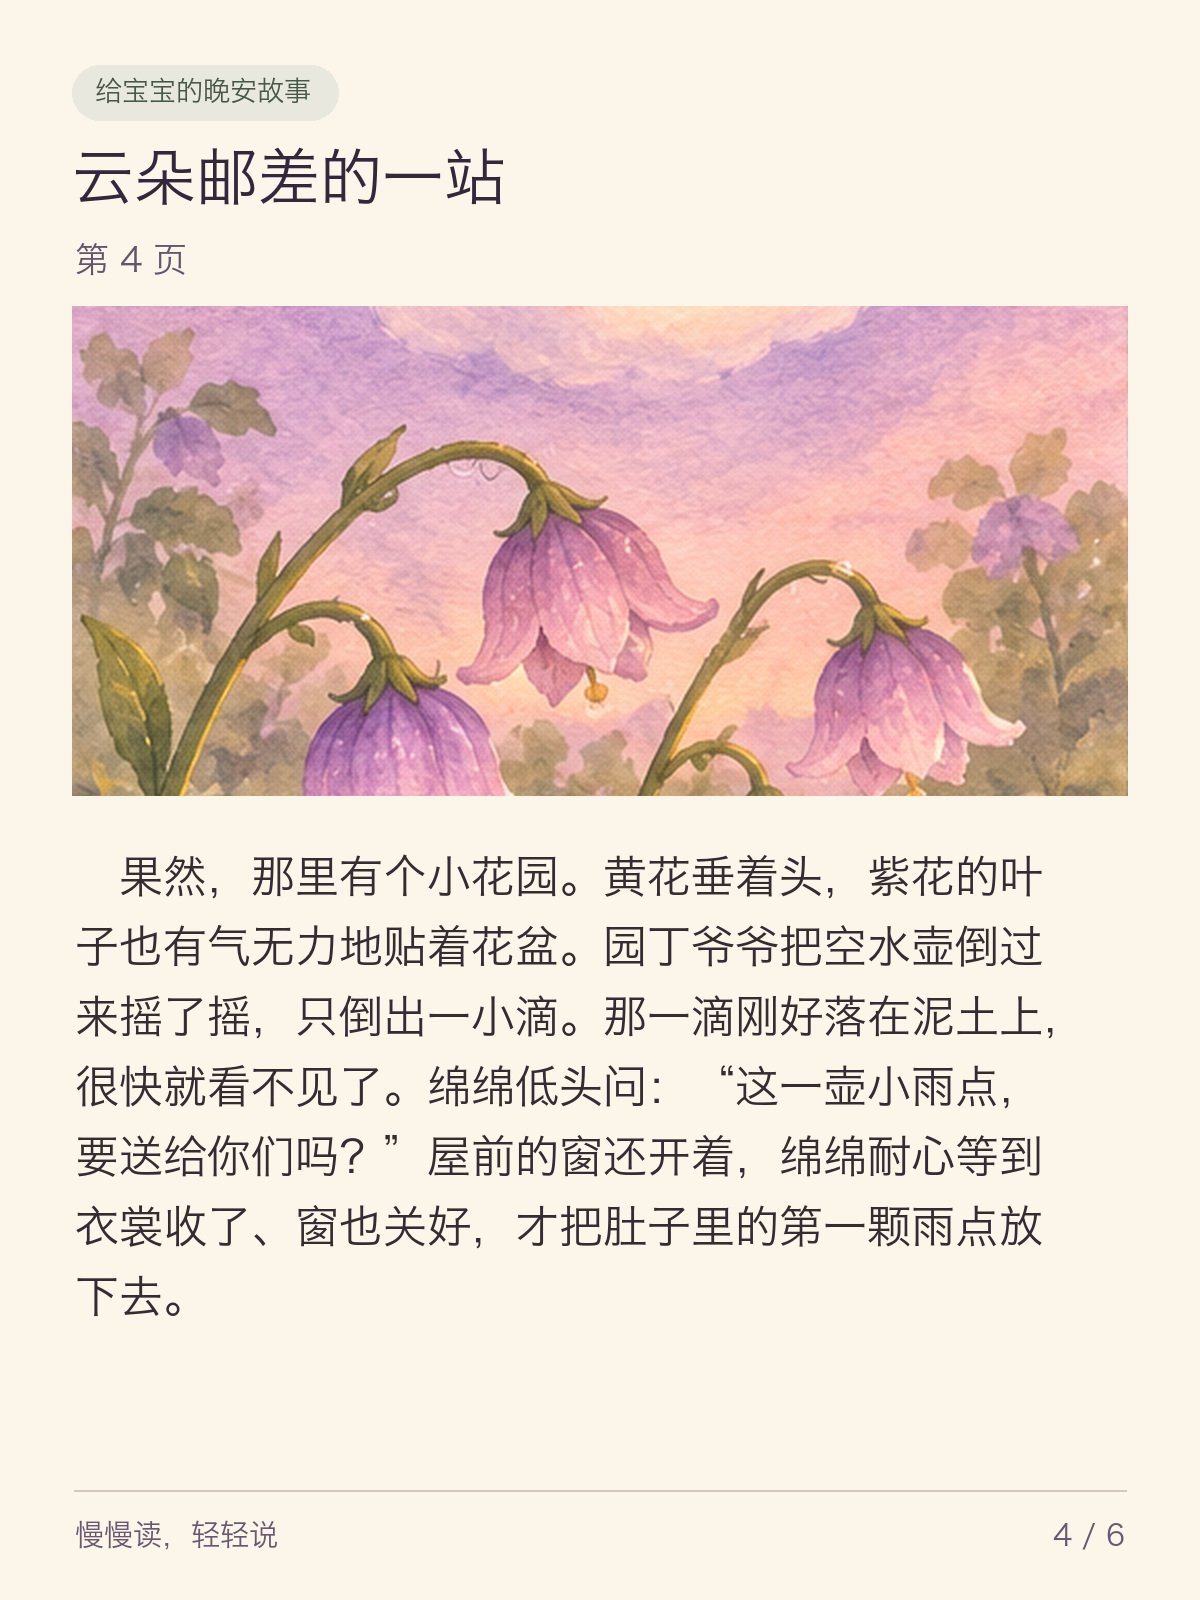 给宝宝的晚安故事
云朵邮差的一站
第 4 页
果然，那里有个小花园。黄花垂着头，紫花的叶
子也有气无力地贴着花盆。园丁爷爷把空水壶倒过
来摇了摇，只倒出一小滴。那一滴刚好落在泥土上，
很快就看不见了。绵绵低头问：“这一壶小雨点，
要送给你们吗？”屋前的窗还开着，绵绵耐心等到
衣裳收了、窗也关好，才把肚子里的第一颗雨点放
下去。
慢慢读，轻轻说
4 / 6